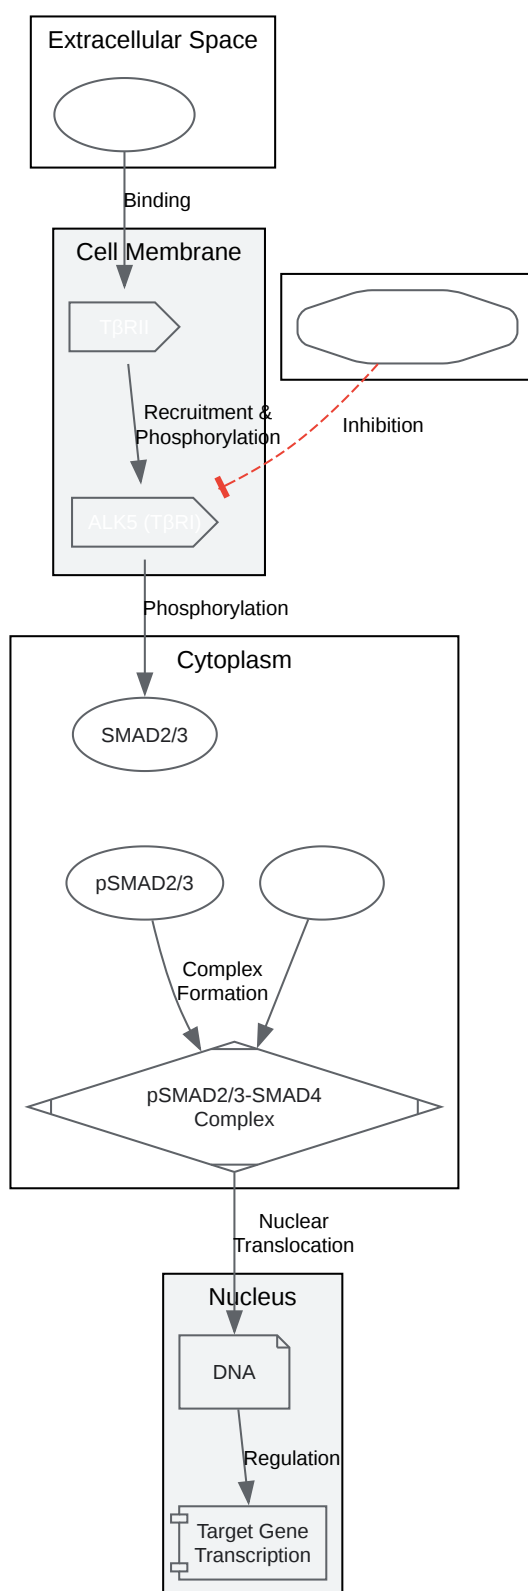 Extracellular Space
Binding
Cell Membrane
TβRII
Recruitment &
Phosphorylation
Inhibition
ALK5 (TβRI)
Phosphorylation
Cytoplasm
SMAD2/3
pSMAD2/3
Complex
Formation
pSMAD2/3-SMAD4
Complex
Nuclear
Translocation
Nucleus
DNA
Regulation
Target Gene
Transcription